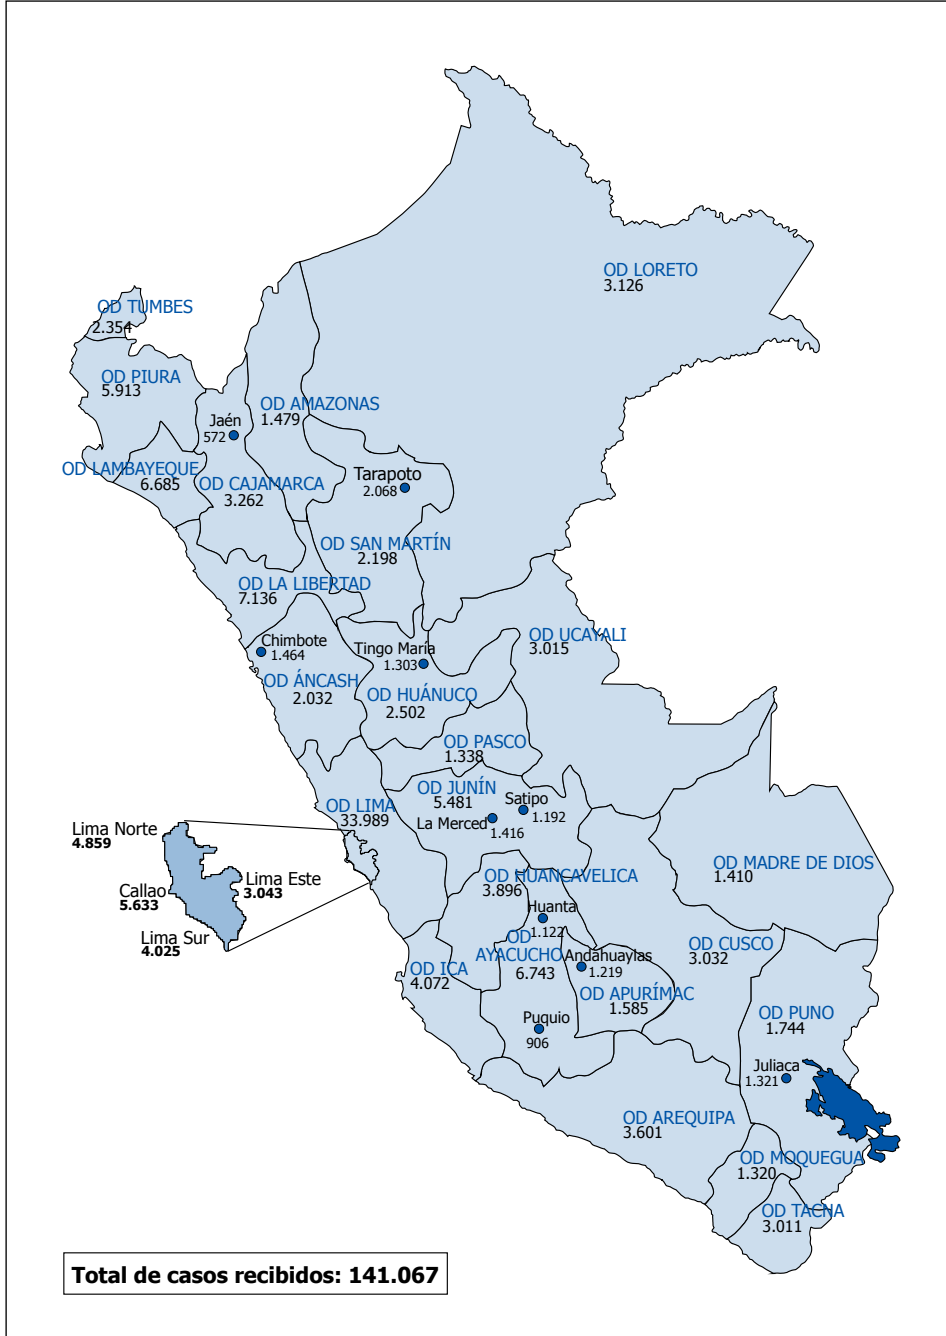 OD LORETO
3.126
OD TUMBES
2.354
OD PIURA
5.913
OD AMAZONAS
1.479
Jaén
572
OD LAMBAYEQUE
6.685
OD CAJAMARCA
3.262
Tarapoto
2.068
OD SAN MARTÍN
2.198
OD LA LIBERTAD
7.136
Chimbote
1.464
Tingo María
1.303
OD UCAYALI
3.015
OD ÁNCASH
2.032
OD HUÁNUCO
2.502
OD PASCO
1.338
OD JUNÍN
5.481
Satipo
1.192
OD LIMA
33.989
La Merced
1.416
Lima Norte
4.859
Lima Este
3.043
Callao
5.633
Lima Sur
4.025
OD MADRE DE DIOS
1.410
OD HUANCAVELICA
3.896
Huanta
1.122
OD
AYACUCHO
6.743
Andahuaylas
1.219
OD CUSCO
3.032
OD ICA
4.072
OD APURÍMAC
1.585
Puquio
906
OD PUNO
1.744
Juliaca
1.321
OD AREQUIPA
3.601
OD MOQUEGUA
1.320
OD TACNA
3.011
Total de casos recibidos: 141.067